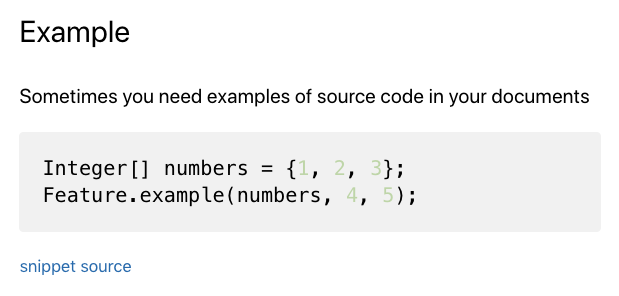 Example
Sometimes you need examples of source code in your documents
Integer[] numbers = {1, 2, 3};
Feature.example(numbers, 4, 5);
snippet source